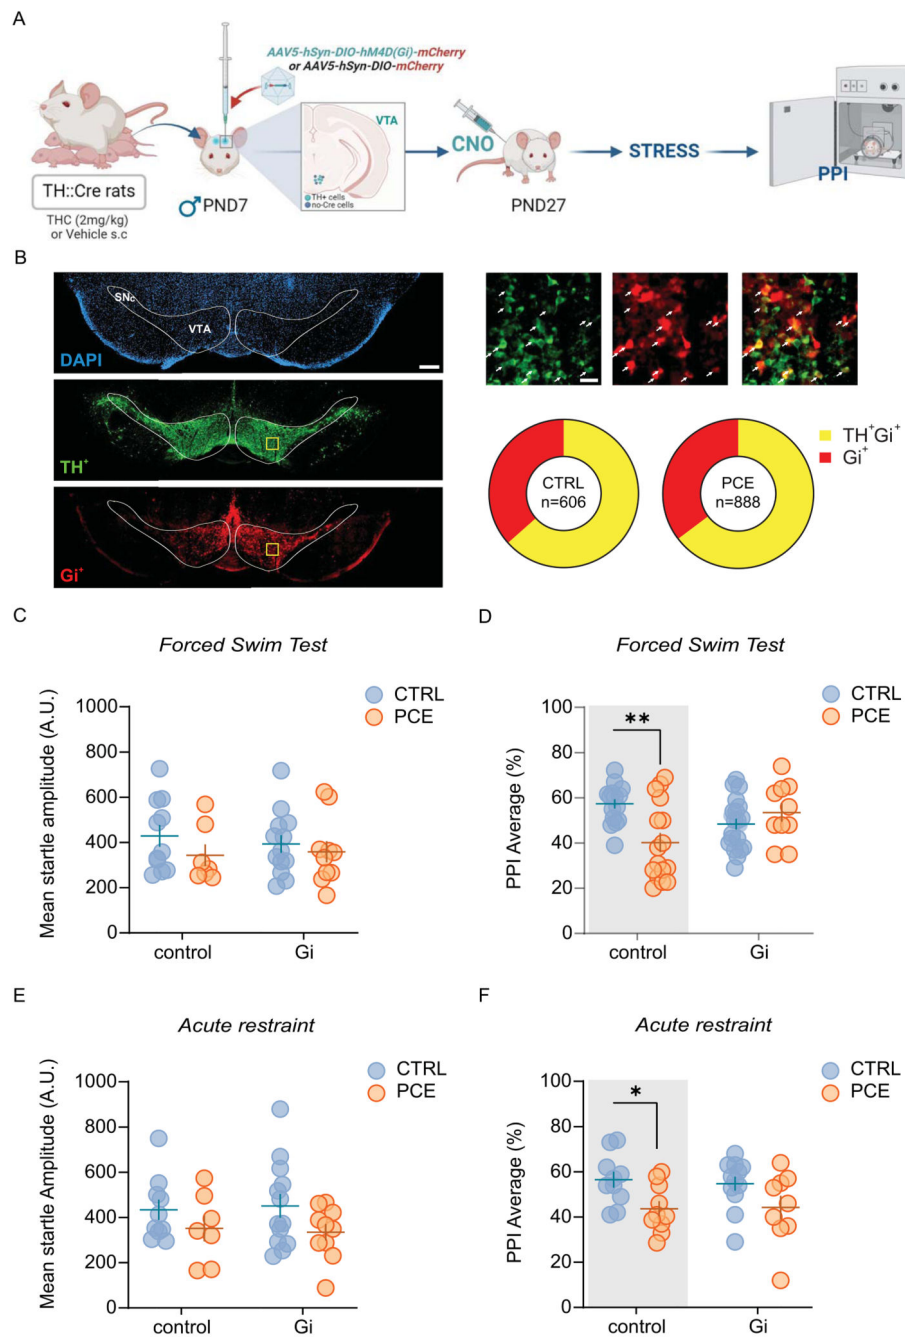 A
AAV5-hSyn-DIO-hM4D(Gi)-mCherry
or AAV5-hSyn-DIO-mCherry
VTA
CNO
STRESS
PPI
TH+ cells
no-Cre cells
TH::Cre rats
♂PND7
PND27
THC (2mg/kg)
or Vehicle s.c
B
SNc
VTA
DAPI
TH+
Gi+
CTRL
n=606
PCE
n=888
TH+Gi+
Gi+
C
Forced Swim Test
CTRL
PCE
Mean startle amplitude (A.U.)
1000
800
600
400
200
0
control
Gi
D
Forced Swim Test
CTRL
PCE
PPI Average (%)
100
80
60
40
20
0
**
control
Gi
E
Acute restraint
CTRL
PCE
Mean startle Amplitude (A.U.)
1000
800
600
400
200
0
control
Gi
F
Acute restraint
CTRL
PCE
PPI Average (%)
100
80
60
40
20
0
*
control
Gi